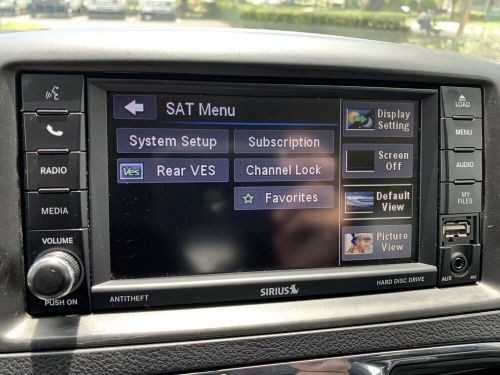 SAT Menu
System Setup
Subscription
Ves
Rear VES
Channel Lock
Favorites
Display
Setting
Screen
Off
Default
View
Picture
View
RADIO
MEDIA
VOLUME
PUSH ON
LOAD
MENU
AUDIO
MY
FILES
AUX
ANTITHEFT
SIRIUS
HARD DISC DRIVE